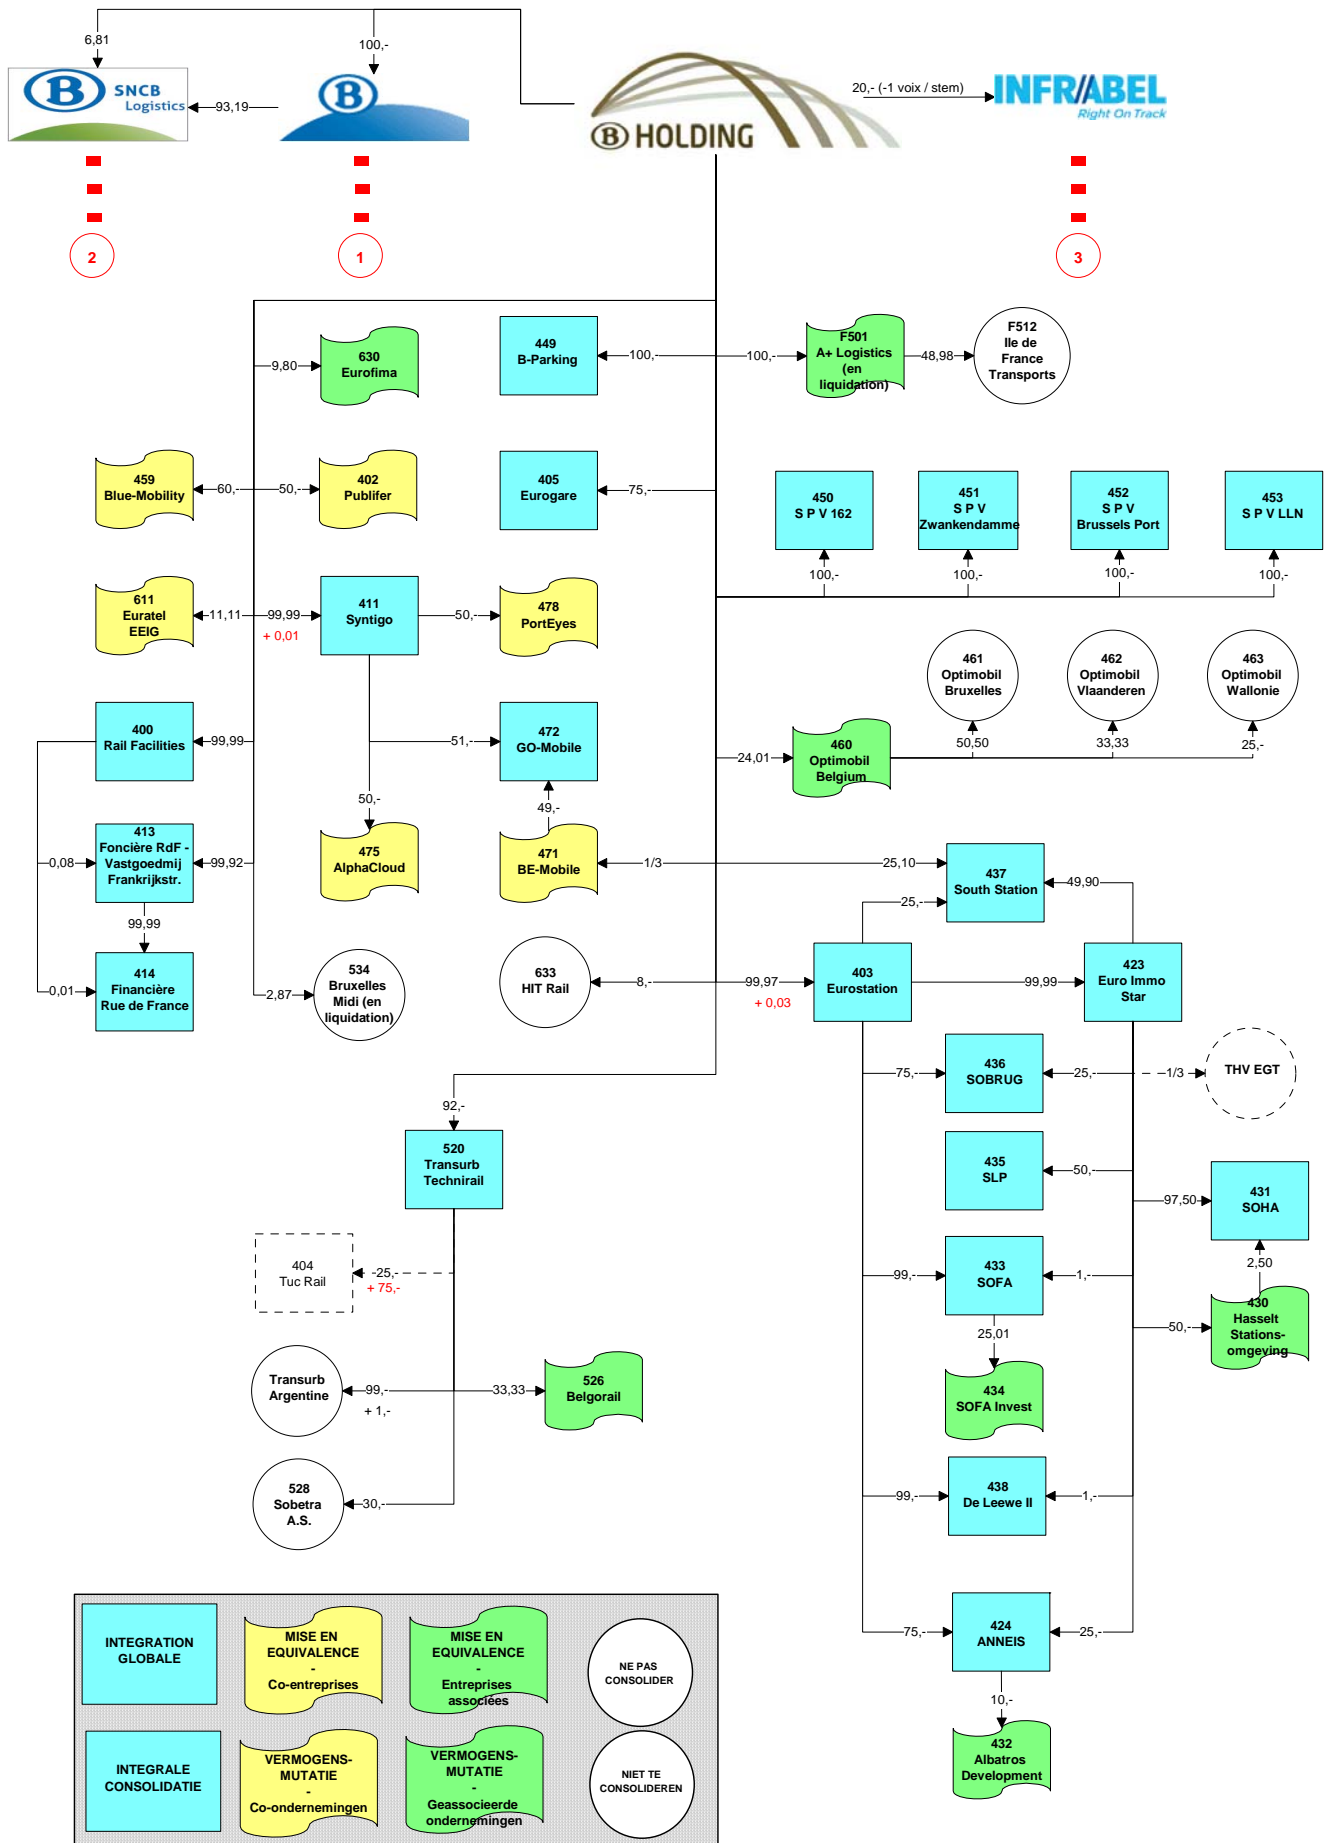 6,81
100,-
B SNCB
Logistics
93,19
B
B HOLDING
20,- (-1 voix / stem)
INFRABEL
Right On Track
2
1
3
630
Eurofima
9,80
449
B-Parking
100,-
100,-
F501
A+ Logistics
(en
liquidation)
48,98
F512
Ile de
France
Transports
459
Blue-Mobility
60,-
50,-
402
Publifer
405
Eurogare
75,-
450
S P V 162
451
S P V
Zwankendamme
452
S P V
Brussels Port
453
S P V LLN
100,-
100,-
100,-
100,-
611
Euratel
EEIG
11,11
99,99
+ 0,01
411
Syntigo
50,-
478
PortEyes
461
Optimobil
Bruxelles
462
Optimobil
Vlaanderen
463
Optimobil
Wallonie
400
Rail Facilities
99,99
51,-
472
GO-Mobile
24,01
460
Optimobil
Belgium
50,50
33,33
25,-
50,-
49,-
413
Foncière RdF -
Vastgoedmij
Frankrijkstr.
0,08
99,92
475
AlphaCloud
471
BE-Mobile
1/3
25,10
437
South Station
49,90
25,-
99,99
414
Financière
Rue de France
0,01
2,87
534
Bruxelles
Midi (en
liquidation)
633
HIT Rail
8,-
99,97
+ 0,03
403
Eurostation
99,99
423
Euro Immo
Star
75,-
436
SOBRUG
25,-
1/3
THV EGT
92,-
520
Transurb
Technirail
435
SLP
50,-
97,50
431
SOHA
404
Tuc Rail
25,-
+ 75,-
99,-
433
SOFA
1,-
2,50
430
Hasselt
Stations-
omgeving
50,-
25,01
Transurb
Argentine
99,-
+ 1,-
33,33
526
Belgorail
434
SOFA Invest
528
Sobetra
A.S.
30,-
99,-
438
De Leewe II
1,-
75,-
424
ANNEIS
25,-
10,-
432
Albatros
Development
INTEGRATION
GLOBALE
MISE EN
EQUIVALENCE
-
Co-entreprises
MISE EN
EQUIVALENCE
-
Entreprises
associées
NE PAS
CONSOLIDER
INTEGRALE
CONSOLIDATIE
VERMOGENS-
MUTATIE
-
Co-ondernemingen
VERMOGENS-
MUTATIE
-
Geassocieerde
ondernemingen
NIET TE
CONSOLIDEREN